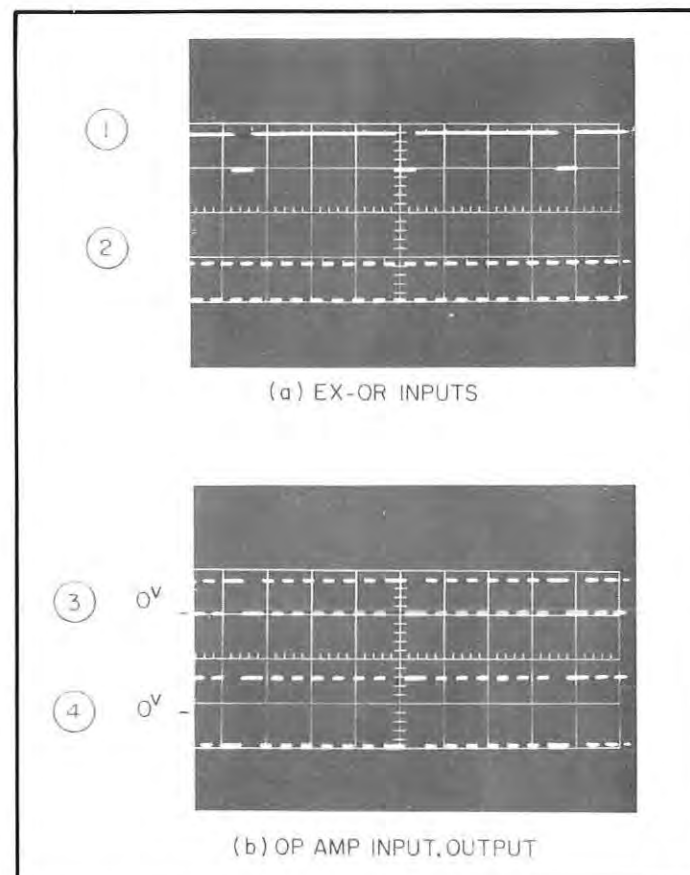 1
2
(a) EX-OR INPUTS
3 0V
4 0V
(b) OP AMP INPUT, OUTPUT